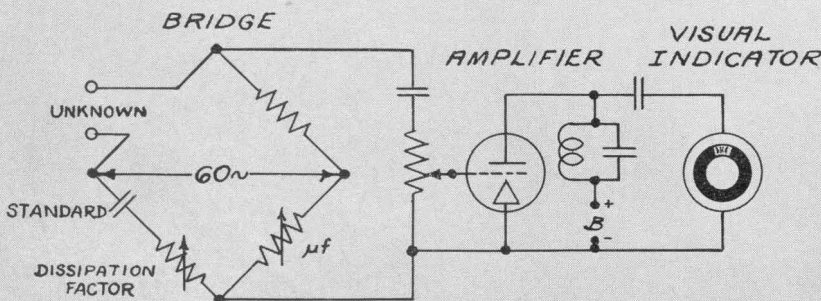 BRIDGE
AMPLIFIER
VISUAL
INDICATOR
UNKNOWN
60~
STANDARD
DISSIPATION
FACTOR
μf
+
B
-